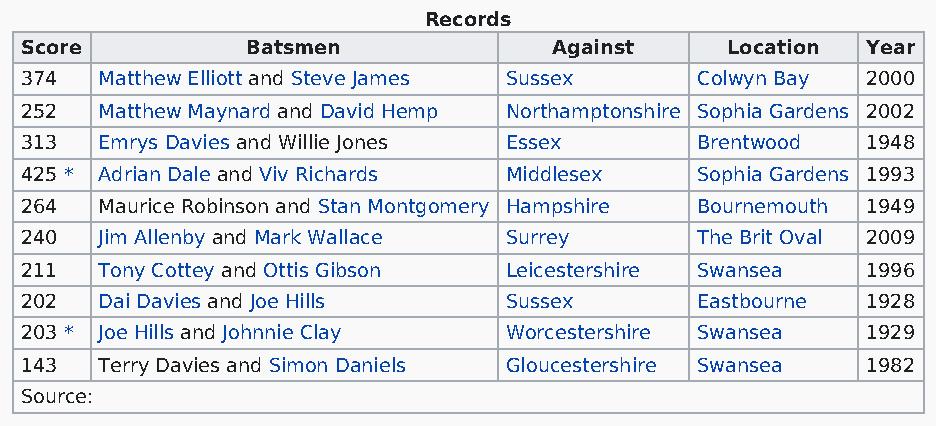 Records
Score Batsmen Against Location Year
374 Matthew Elliott and Steve James Sussex Colwyn Bay 2000
252 Matthew Maynard and David Hemp Northamptonshire Sophia Gardens 2002
313 Emrys Davies and Willie Jones Essex Brentwood 1948
425 * Adrian Dale and Viv Richards Middlesex Sophia Gardens 1993
264 Maurice Robinson and Stan Montgomery Hampshire Bournemouth 1949
240 Jim Allenby and Mark Wallace Surrey The Brit Oval 2009
211 Tony Cottey and Ottis Gibson Leicestershire Swansea 1996
202 Dai Davies and Joe Hills Sussex Eastbourne 1928
203 * Joe Hills and Johnnie Clay Worcestershire Swansea 1929
143 Terry Davies and Simon Daniels Gloucestershire Swansea 1982
Source: